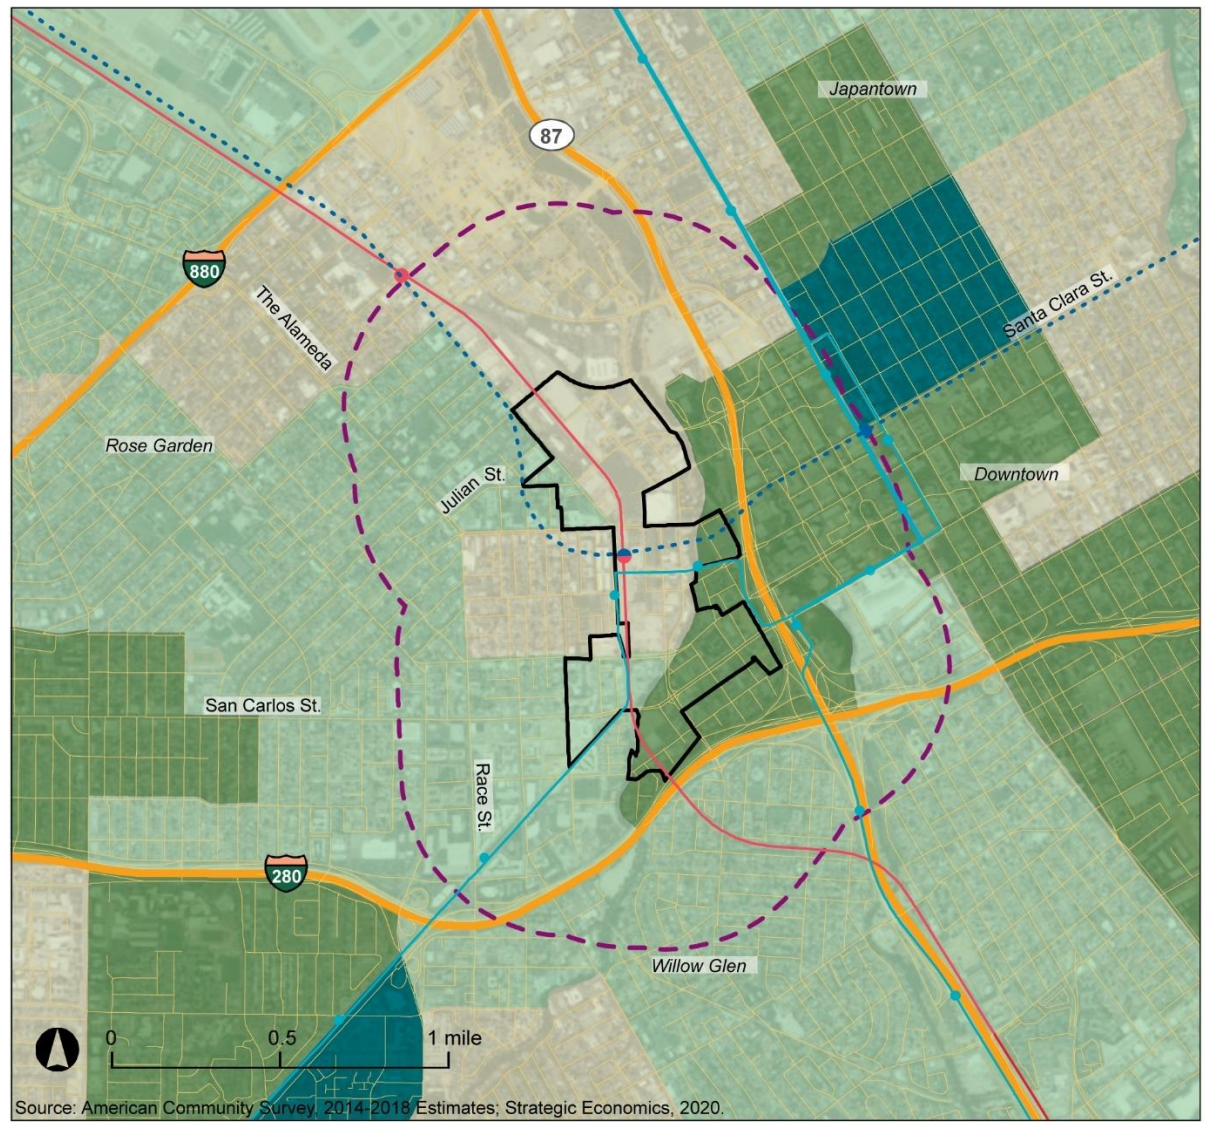 Japantown
87
880
The Alameda
Santa Clara St.
Rose Garden
Julian St.
Downtown
San Carlos St.
Race St.
280
Willow Glen
0 0.5 1 mile
Source: American Community Survey, 2014-2018 Estimates; Strategic Economics, 2020.